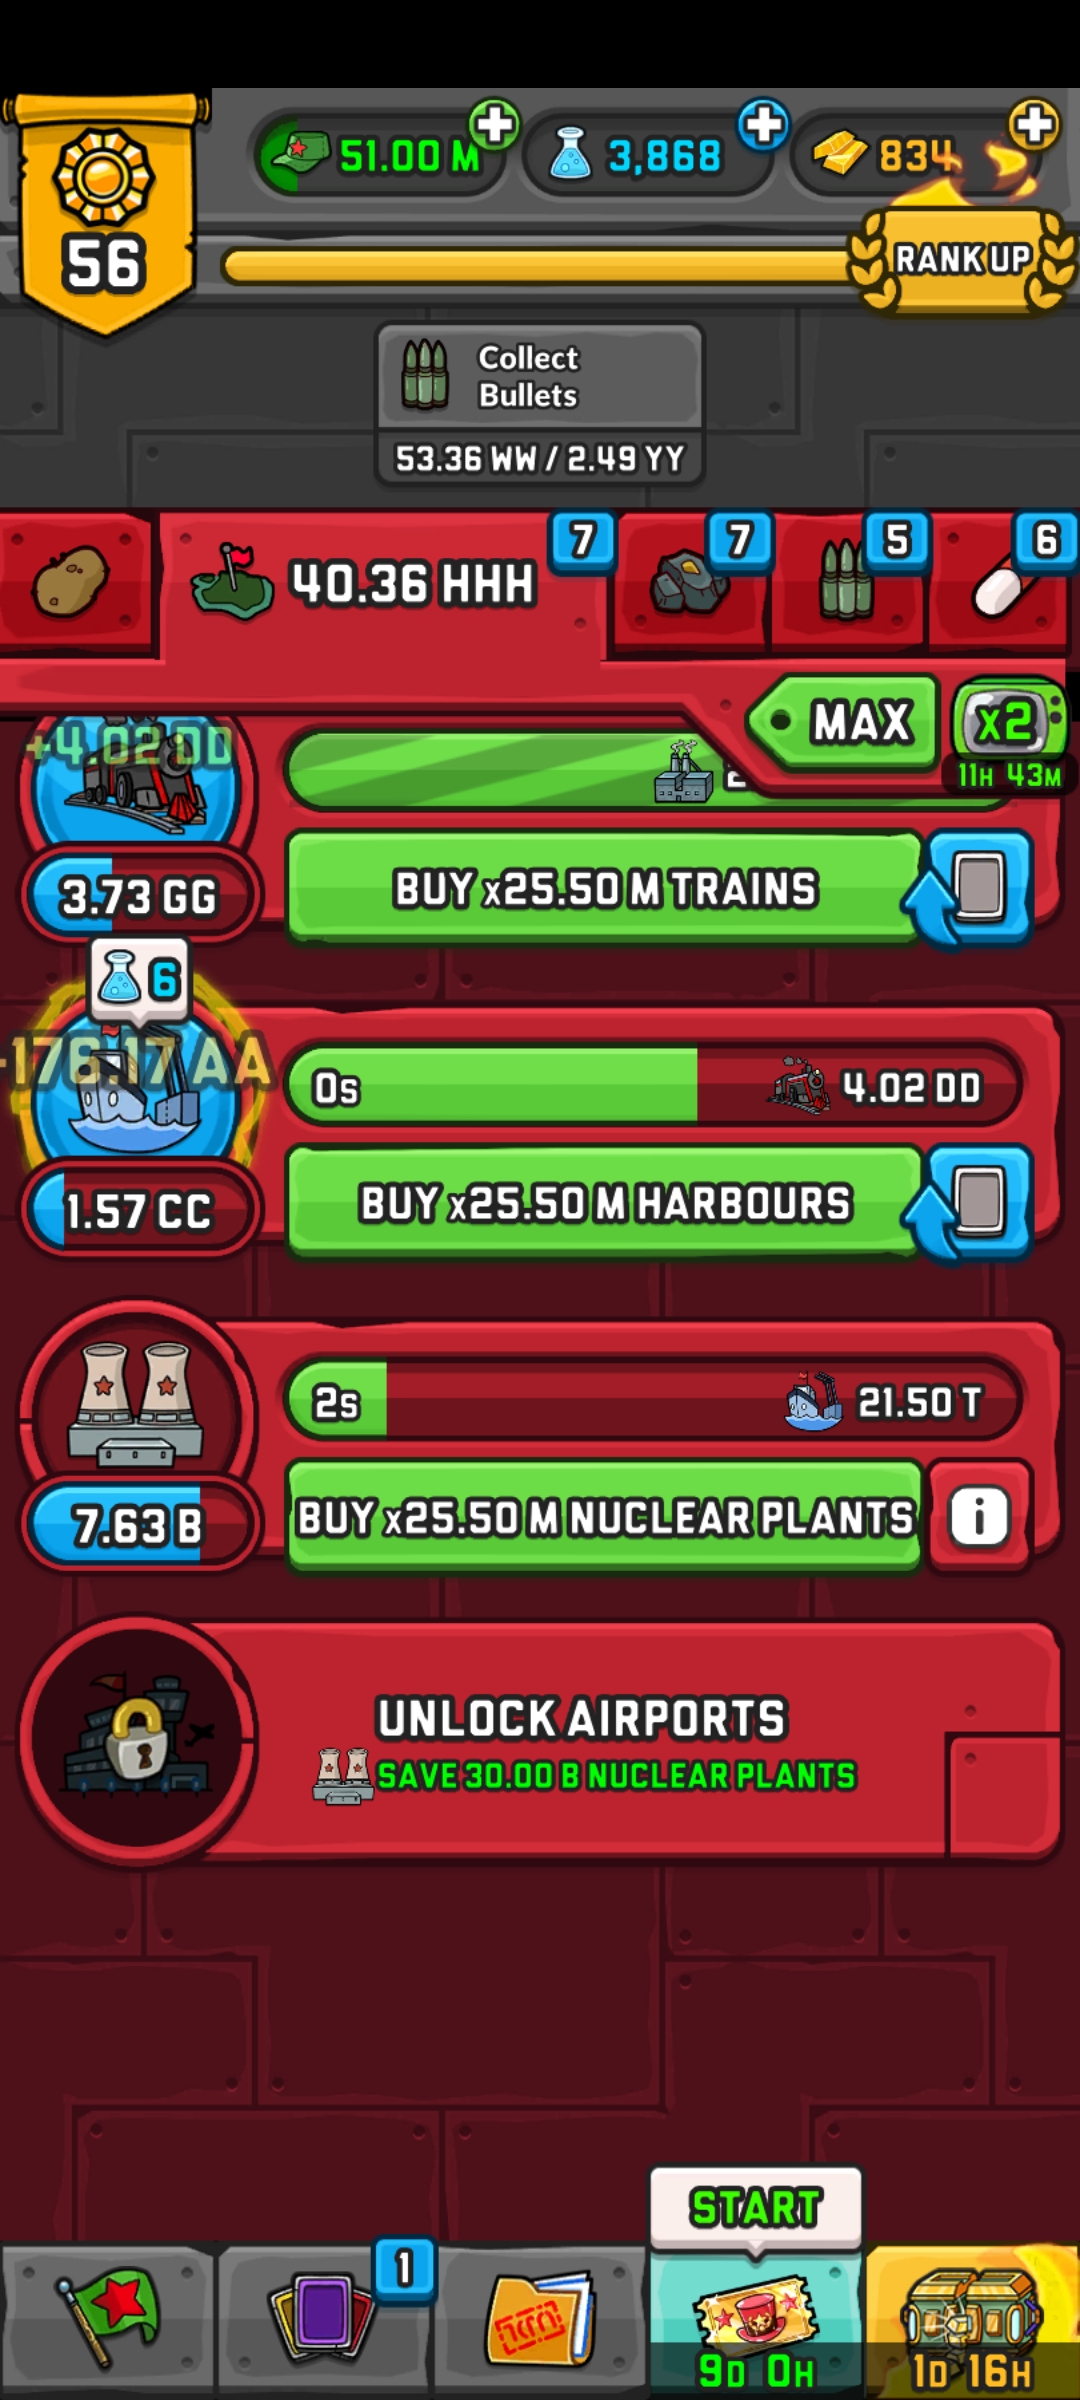 56
51.00 M
3,868
834
RANK UP
Collect
Bullets
53.36 WW / 2.49 YY
40.36 HHH
7
7
5
6
MAX
x2
11H 43M
+4.02 DD
3.73 GG
BUY x25.50 M TRAINS
6
176.17 AA
0s
4.02 DD
1.57 CC
BUY x25.50 M HARBOURS
2s
21.50 T
7.63 B
BUY x25.50 M NUCLEAR PLANTS
i
UNLOCK AIRPORTS
SAVE 30.00 B NUCLEAR PLANTS
START
1
9D 0H
1D 16H